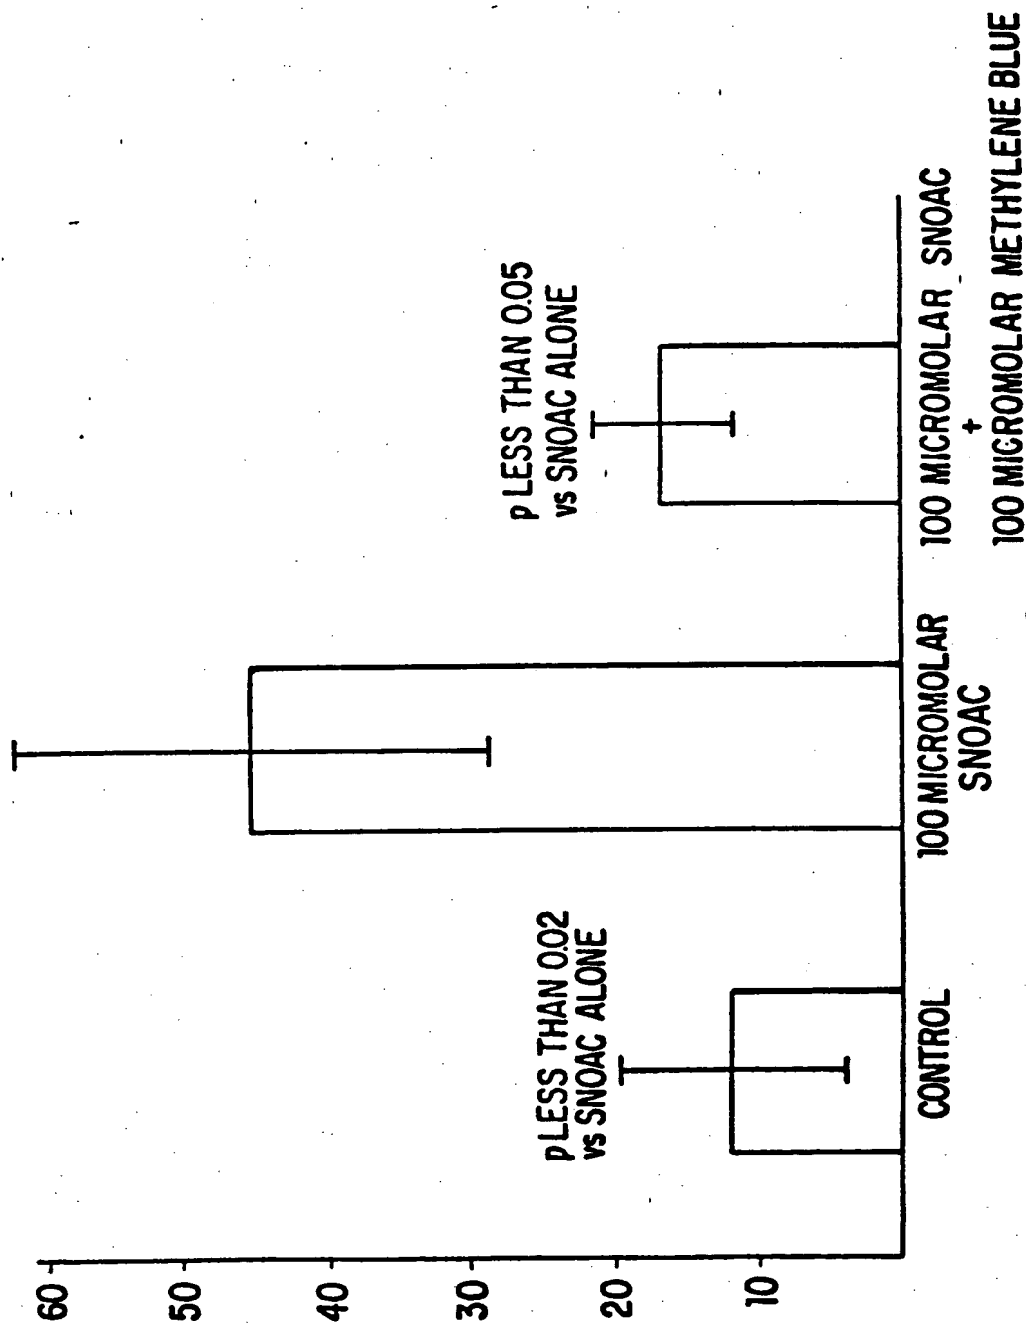 60
50
40
30
20
10
p LESS THAN 0.02
vs SNOAC ALONE
p LESS THAN 0.05
vs SNOAC ALONE
CONTROL
100 MICROMOLAR
SNOAC
100 MICROMOLAR SNOAC
+
100 MICROMOLAR METHYLENE BLUE